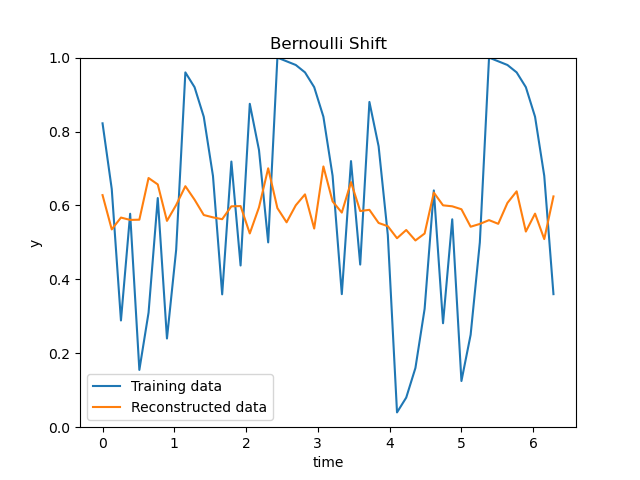 Bernoulli Shift
1.0
0.8
0.6
0.4
0.2
0.0
y
Training data
Reconstructed data
0 1 2 3 4 5 6
time